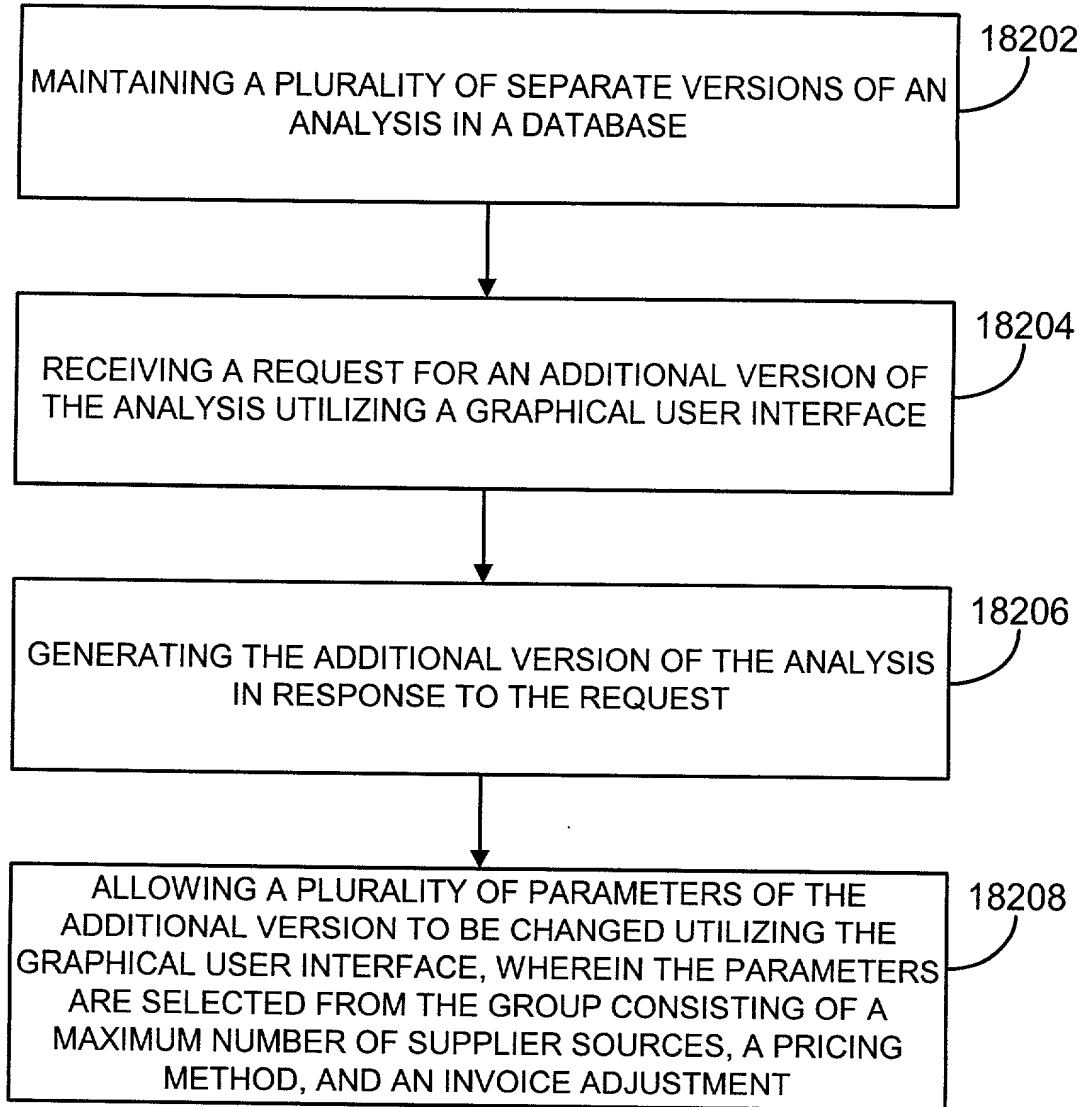 18202
MAINTAINING A PLURALITY OF SEPARATE VERSIONS OF AN
ANALYSIS IN A DATABASE
18204
RECEIVING A REQUEST FOR AN ADDITIONAL VERSION OF
THE ANALYSIS UTILIZING A GRAPHICAL USER INTERFACE
18206
GENERATING THE ADDITIONAL VERSION OF THE ANALYSIS
IN RESPONSE TO THE REQUEST
18208
ALLOWING A PLURALITY OF PARAMETERS OF THE
ADDITIONAL VERSION TO BE CHANGED UTILIZING THE
GRAPHICAL USER INTERFACE, WHEREIN THE PARAMETERS
ARE SELECTED FROM THE GROUP CONSISTING OF A
MAXIMUM NUMBER OF SUPPLIER SOURCES, A PRICING
METHOD, AND AN INVOICE ADJUSTMENT